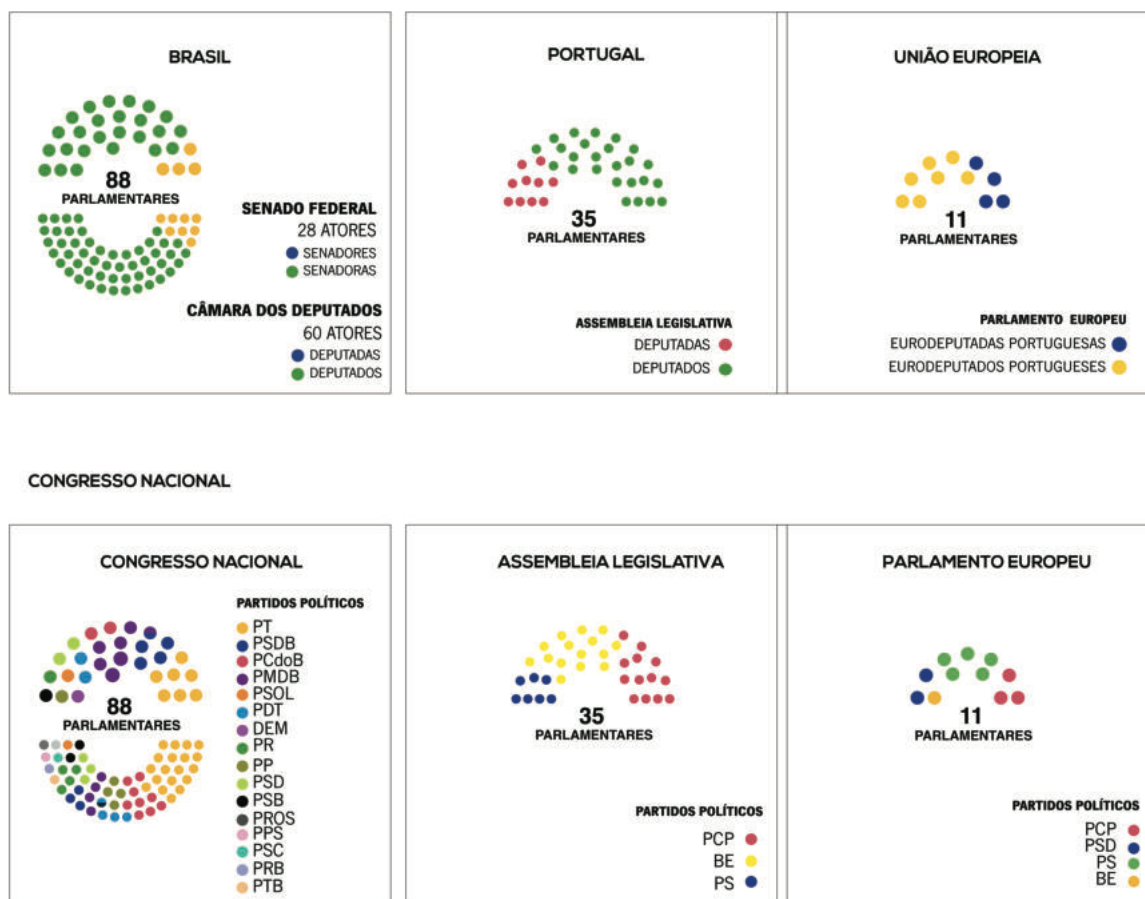 BRASIL
88
PARLAMENTARES
SENADO FEDERAL
28 ATORES
SENADORES
SENADORAS
CÂMARA DOS DEPUTADOS
60 ATORES
DEPUTADAS
DEPUTADOS
PORTUGAL
35
PARLAMENTARES
ASSEMBLEIA LEGISLATIVA
DEPUTADAS
DEPUTADOS
UNIÃO EUROPEIA
11
PARLAMENTARES
PARLAMENTO EUROPEU
EURODEPUTADAS PORTUGUESAS
EURODEPUTADOS PORTUGUESES
CONGRESSO NACIONAL
CONGRESSO NACIONAL
88
PARLAMENTARES
PARTIDOS POLÍTICOS
PT
PSDB
PCdoB
PMDB
PSOL
PDT
DEM
PR
PP
PSD
PSB
PROS
PPS
PSC
PRB
PTB
ASSEMBLEIA LEGISLATIVA
35
PARLAMENTARES
PARTIDOS POLÍTICOS
PCP
BE
PS
PARLAMENTO EUROPEU
11
PARLAMENTARES
PARTIDOS POLÍTICOS
PCP
PSD
PS
BE